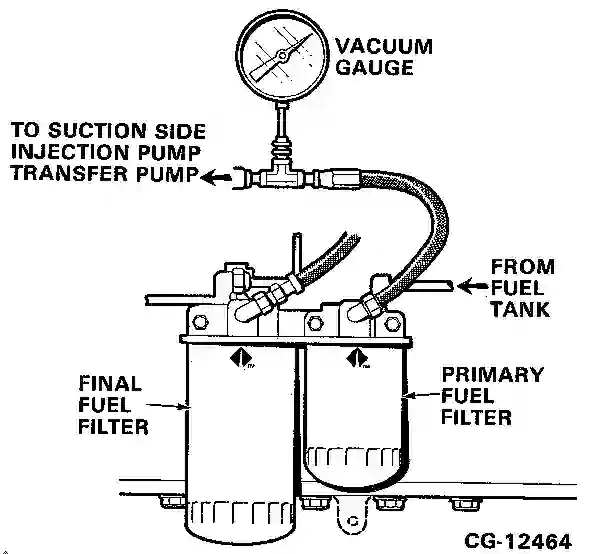 VACUUM
GAUGE
TO SUCTION SIDE
INJECTION PUMP
TRANSFER PUMP
FROM
FUEL
TANK
FINAL
FUEL
FILTER
PRIMARY
FUEL
FILTER
CG-12464